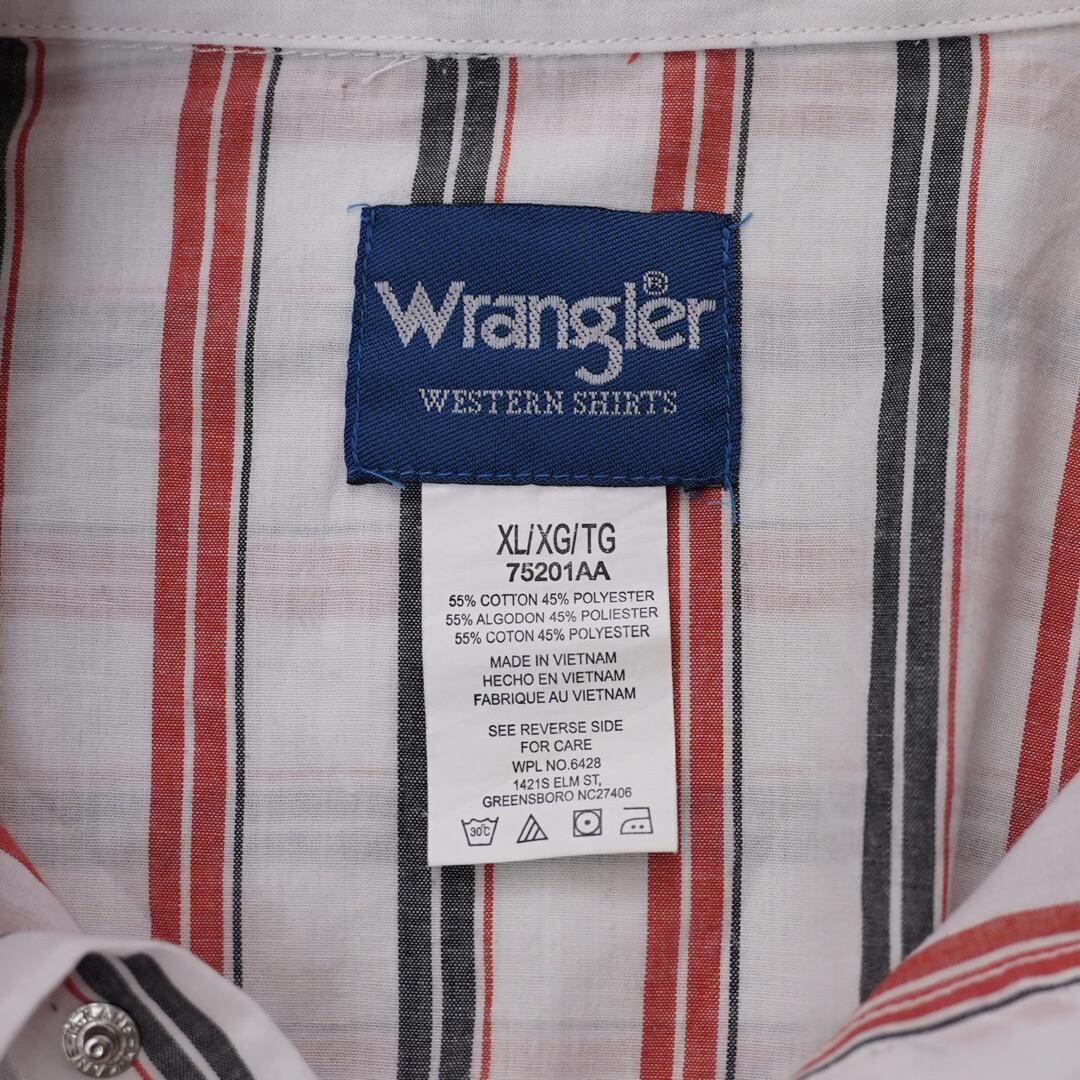 Wrangler®
WESTERN SHIRTS
XL/XG/TG
75201AA
55% COTTON 45% POLYESTER
55% ALGODON 45% POLIESTER
55% COTON 45% POLYESTER
MADE IN VIETNAM
HECHO EN VIETNAM
FABRIQUE AU VIETNAM
SEE REVERSE SIDE
FOR CARE
WPL NO.6428
1421S ELM ST,
GREENSBORO NC27406
30°C